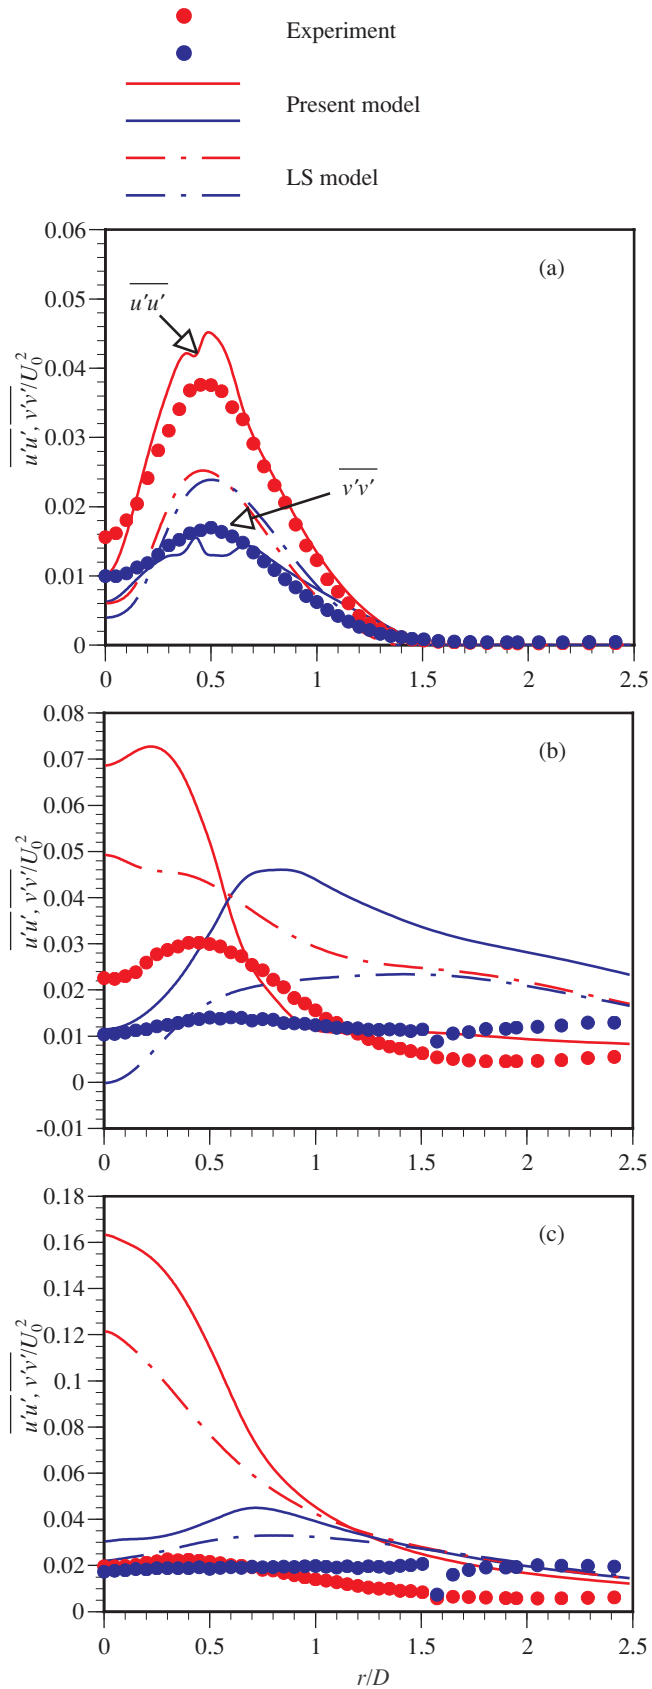 Experiment
Present model
LS model
0.06
0.05
0.04
0.03
0.02
0.01
0
u′u′, v′v′/U₀²
(a)
u′u′
v′v′
0 0.5 1 1.5 2 2.5
0.08
0.07
0.06
0.05
0.04
0.03
0.02
0.01
0
-0.01
u′u′, v′v′/U₀²
(b)
0 0.5 1 1.5 2 2.5
0.18
0.16
0.14
0.12
0.1
0.08
0.06
0.04
0.02
0
u′u′, v′v′/U₀²
(c)
0 0.5 1 1.5 2 2.5
r/D